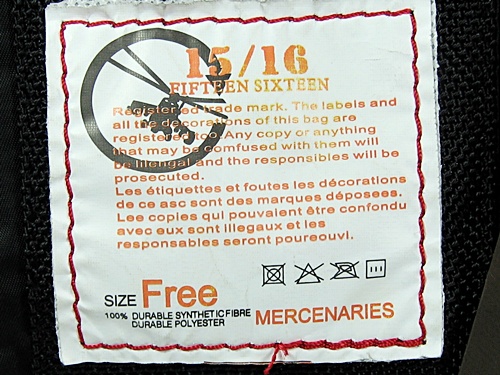 15/16
FIFTEEN SIXTEEN
Registered trade mark. The labels and
all the decorations of this bag are
registered too. Any copy or anything
that may be comfused with them will
be lilengal and the responsibles will be
prosecuted.
Les étiquettes et foutes les décorations
de ce asc sont des marques déposees.
Lee copies qui pouvaient être confondu
avec eux sont illegaux et les
responsables seront poureouvi.
SIZE Free
100% DURABLE SYNTHETIC FIBRE
DURABLE POLYESTER
MERCENARIES